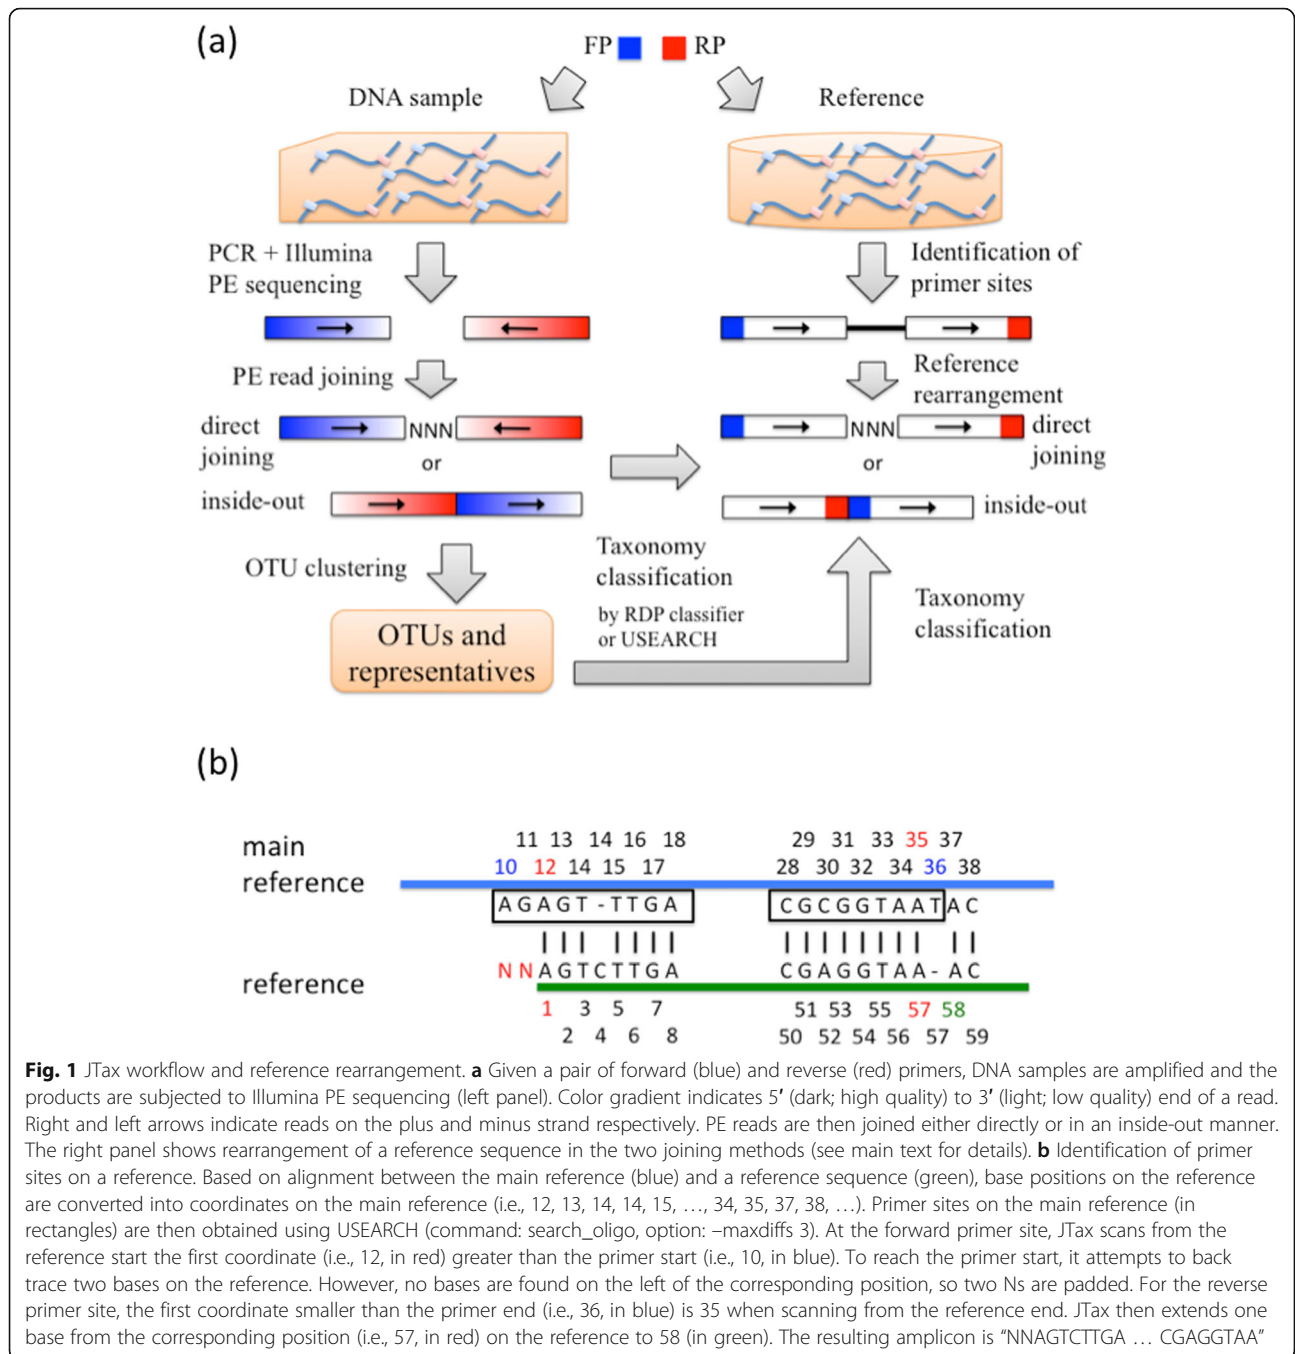 (a)
FP RP
DNA sample
Reference
PCR + Illumina
PE sequencing
Identification of
primer sites
PE read joining
Reference
rearrangement
direct
joining
NNN
or
inside-out
NNN
direct
joining
or
inside-out
OTU clustering
Taxonomy
classification
by RDP classifier
or USEARCH
Taxonomy
classification
OTUs and
representatives
(b)
main
reference
11 13 14 16 18
10 12 14 15 17
29 31 33 35 37
28 30 32 34 36 38
AGAGT-TTGA
CGCGGTAATAC
reference
NNAGTCTTGA
CGAGGTAA-AC
1 3 5 7
2 4 6 8
51 53 55 57 58
50 52 54 56 57 59
Fig. 1 JTax workflow and reference rearrangement. a Given a pair of forward (blue) and reverse (red) primers, DNA samples are amplified and the
products are subjected to Illumina PE sequencing (left panel). Color gradient indicates 5′ (dark; high quality) to 3′ (light; low quality) end of a read.
Right and left arrows indicate reads on the plus and minus strand respectively. PE reads are then joined either directly or in an inside-out manner.
The right panel shows rearrangement of a reference sequence in the two joining methods (see main text for details). b Identification of primer
sites on a reference. Based on alignment between the main reference (blue) and a reference sequence (green), base positions on the reference
are converted into coordinates on the main reference (i.e., 12, 13, 14, 14, 15, …, 34, 35, 37, 38, …). Primer sites on the main reference (in
rectangles) are then obtained using USEARCH (command: search_oligo, option: –maxdiffs 3). At the forward primer site, JTax scans from the
reference start the first coordinate (i.e., 12, in red) greater than the primer start (i.e., 10, in blue). To reach the primer start, it attempts to back
trace two bases on the reference. However, no bases are found on the left of the corresponding position, so two Ns are padded. For the reverse
primer site, the first coordinate smaller than the primer end (i.e., 36, in blue) is 35 when scanning from the reference end. JTax then extends one
base from the corresponding position (i.e., 57, in red) on the reference to 58 (in green). The resulting amplicon is “NNAGTCTTGA … CGAGGTAA”